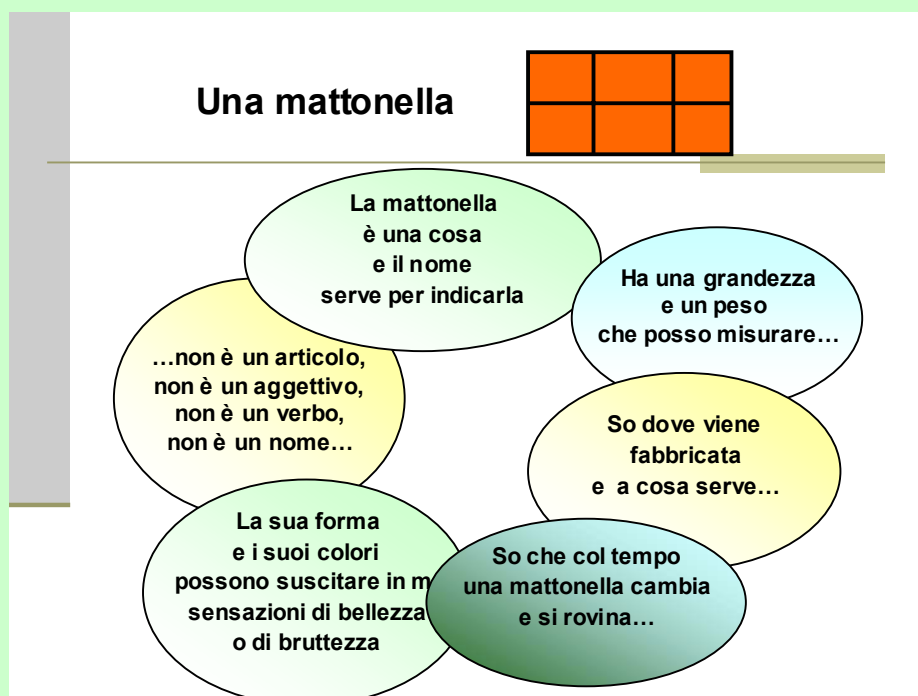 Una mattonella
La mattonella
è una cosa
e il nome
serve per indicarla
Ha una grandezza
e un peso
che posso misurare…
…non è un articolo,
non è un aggettivo,
non è un verbo,
non è un nome…
So dove viene
fabbricata
e a cosa serve…
La sua forma
e i suoi colori
possono suscitare in m
sensazioni di bellezza
o di bruttezza
So che col tempo
una mattonella cambia
e si rovina…